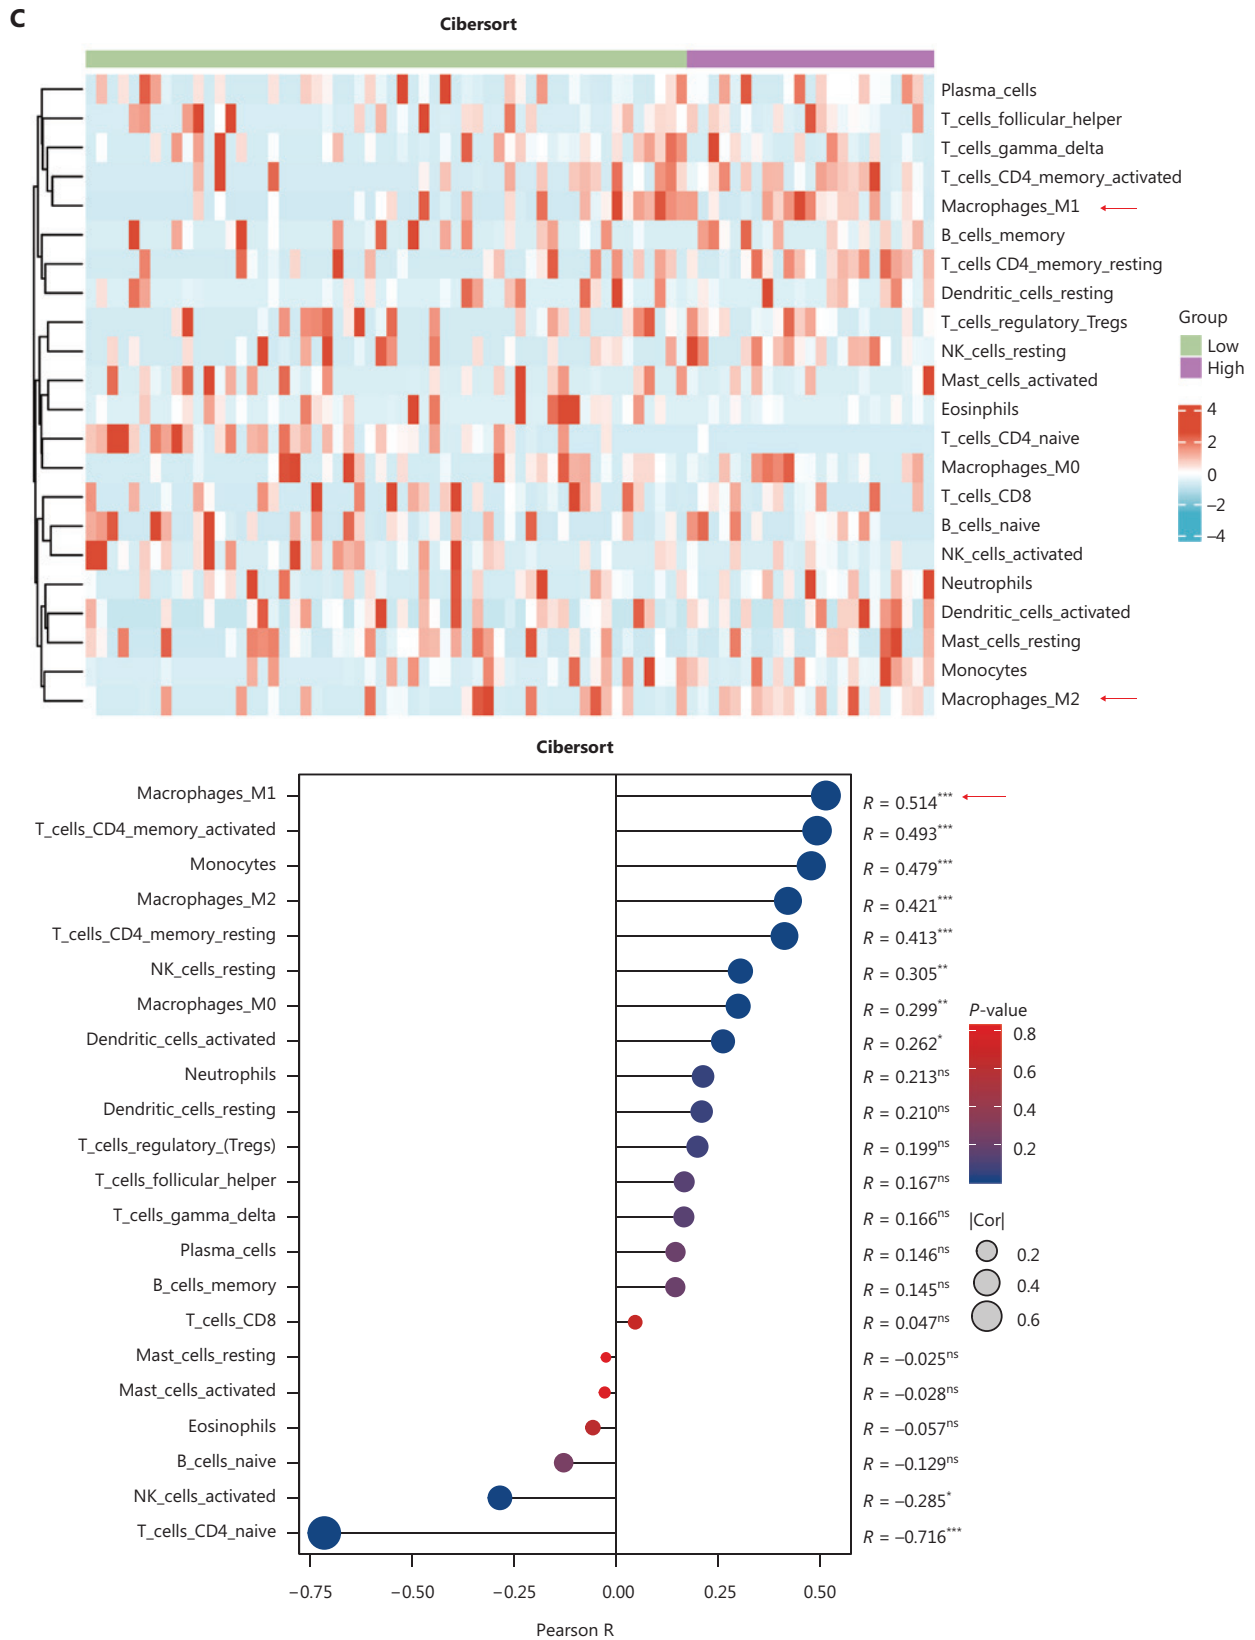 C
Cibersort
Plasma_cells
T_cells_follicular_helper
T_cells_gamma_delta
T_cells_CD4_memory_activated
Macrophages_M1
B_cells_memory
T_cells CD4_memory_resting
Dendritic_cells_resting
T_cells_regulatory_Tregs
NK_cells_resting
Mast_cells_activated
Eosinphils
T_cells_CD4_naive
Macrophages_M0
T_cells_CD8
B_cells_naive
NK_cells_activated
Neutrophils
Dendritic_cells_activated
Mast_cells_resting
Monocytes
Macrophages_M2
Group
Low
High
4
2
0
−2
−4
Cibersort
Macrophages_M1 R = 0.514***
T_cells_CD4_memory_activated R = 0.493***
Monocytes R = 0.479***
Macrophages_M2 R = 0.421***
T_cells_CD4_memory_resting R = 0.413***
NK_cells_resting R = 0.305**
Macrophages_M0 R = 0.299**
Dendritic_cells_activated R = 0.262*
Neutrophils R = 0.213ns
Dendritic_cells_resting R = 0.210ns
T_cells_regulatory_(Tregs) R = 0.199ns
T_cells_follicular_helper R = 0.167ns
T_cells_gamma_delta R = 0.166ns
Plasma_cells R = 0.146ns
B_cells_memory R = 0.145ns
T_cells_CD8 R = 0.047ns
Mast_cells_resting R = −0.025ns
Mast_cells_activated R = −0.028ns
Eosinophils R = −0.057ns
B_cells_naive R = −0.129ns
NK_cells_activated R = −0.285*
T_cells_CD4_naive R = −0.716***
−0.75 −0.50 −0.25 0.00 0.25 0.50
Pearson R
P-value
0.8
0.6
0.4
0.2
|Cor|
0.2
0.4
0.6